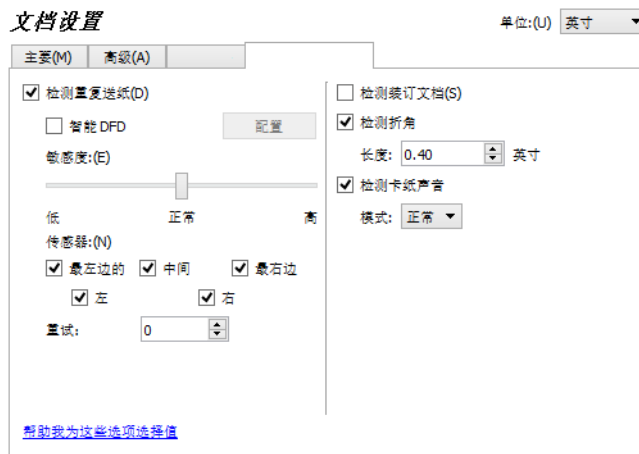 文档设置
单位:(U) 英寸
主要(M) 高级(A)
检测重复送纸(D)
智能 DFD 配置
敏感度:(E)
低 正常 高
传感器:(N)
最左边的 中间 最右边
左 右
重试: 0
帮助我为这些选项选择值
检测装订文档(S)
检测折角
长度: 0.40 英寸
检测卡纸声音
模式: 正常